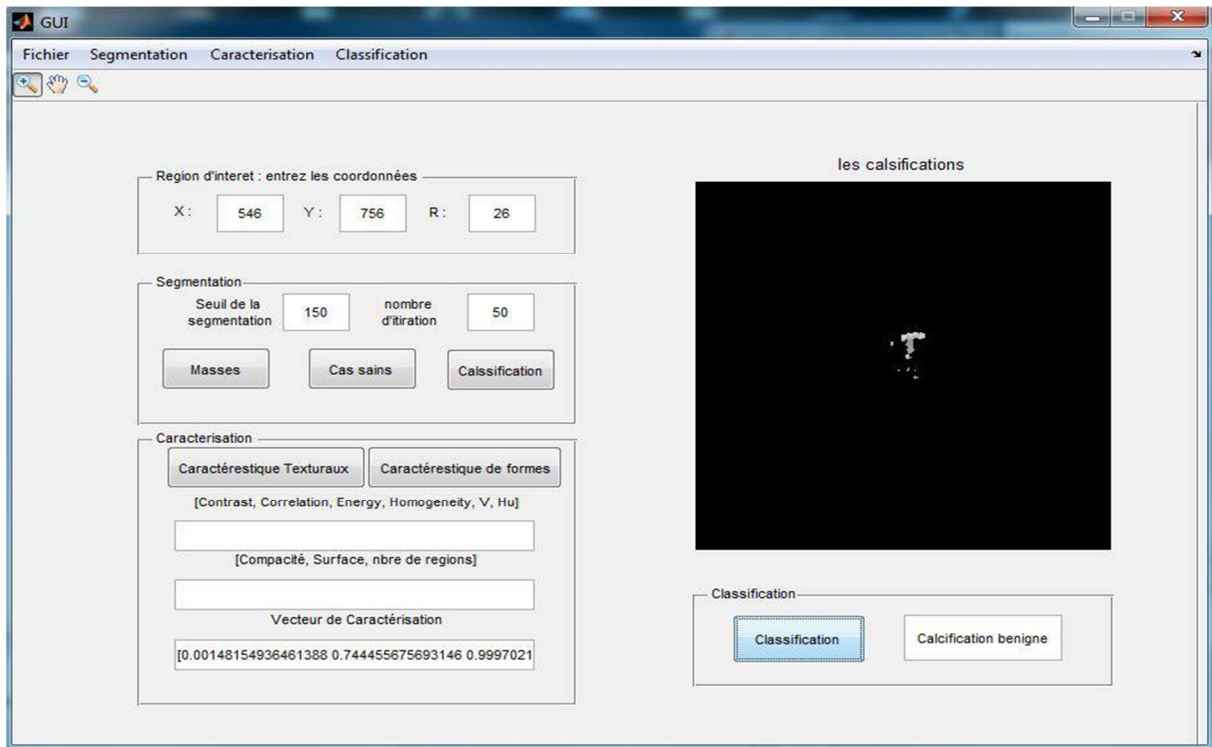 GUI
Fichier Segmentation Caracterisation Classification
Region d'interet : entrez les coordonnées
X : 546 Y : 756 R : 26
Segmentation
Seuil de la segmentation 150 nombre d'itiration 50
Masses Cas sains Calssification
Caracterisation
Caractérestique Texturaux Caractérestique de formes
[Contrast, Correlation, Energy, Homogeneity, V, Hu]
[Compacité, Surface, nbre de regions]
Vecteur de Caractérisation
[0.00148154936461388 0.744455675693146 0.9997021
les calsifications
Classification
Classification Calcification benigne